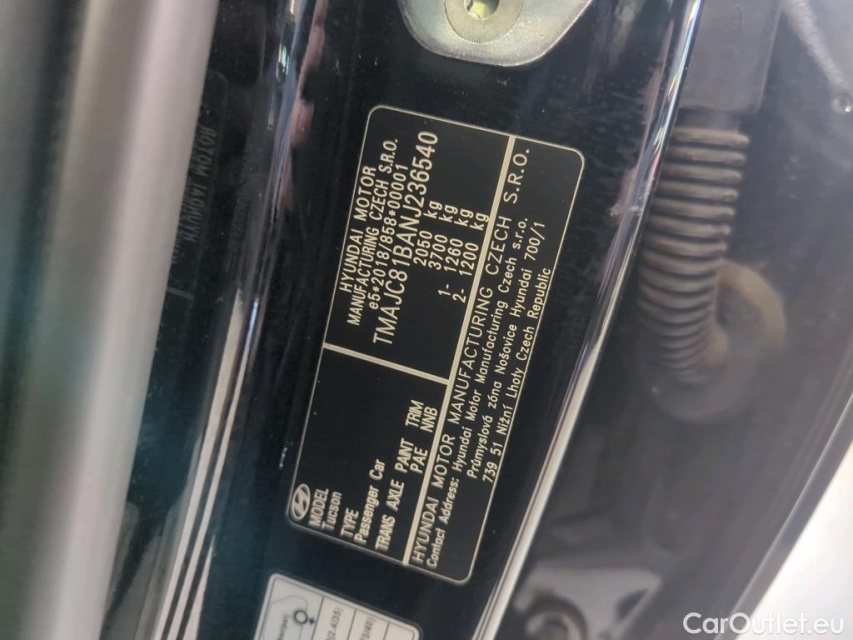 HYUNDAI MOTOR
MANUFACTURING CZECH S.R.O.
e5*2018/858*00001
TMAJC81BANJ236540
2050 kg
3700 kg
1- 1260 kg
2- 1200 kg
MODEL
Tucson
TYPE
Passenger Car
TRANS AXLE PAINT TRIM
PAE NNB
HYUNDAI MOTOR MANUFACTURING CZECH S.R.O.
Contact Address: Hyundai Motor Manufacturing Czech s.r.o.
Průmyslová zóna Nošovice Hyundai 700/1
739 51 Nižní Lhoty Czech Republic
CarOutlet.eu